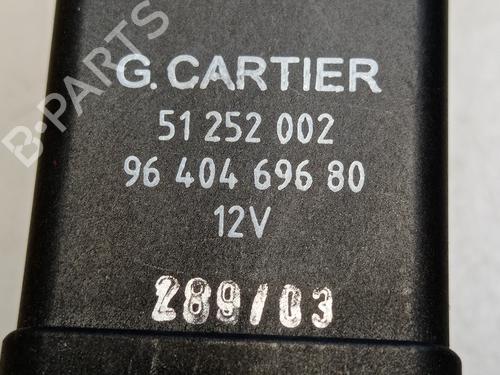 B-PARTS
G. CARTIER
51 252 002
96 404 696 80
12V
289/03